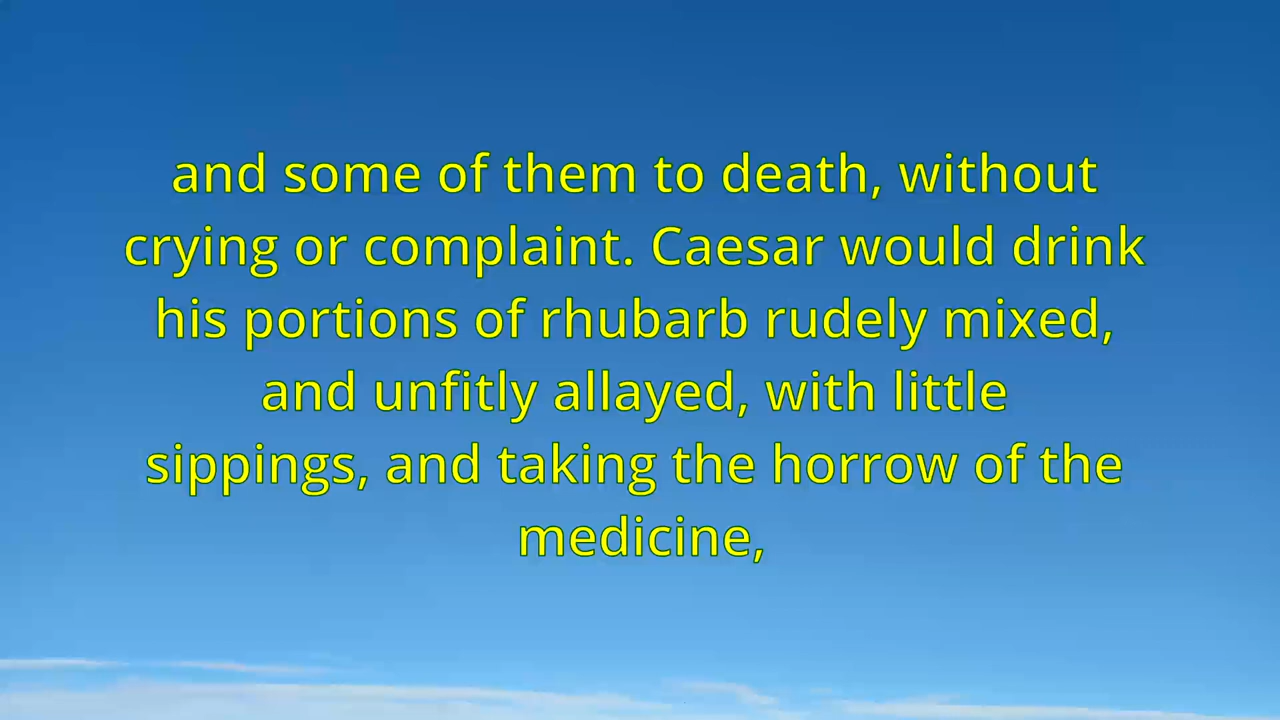 and some of them to death, without
crying or complaint. Caesar would drink
his portions of rhubarb rudely mixed,
and unfitly allayed, with little
sippings, and taking the horrow of the
medicine,